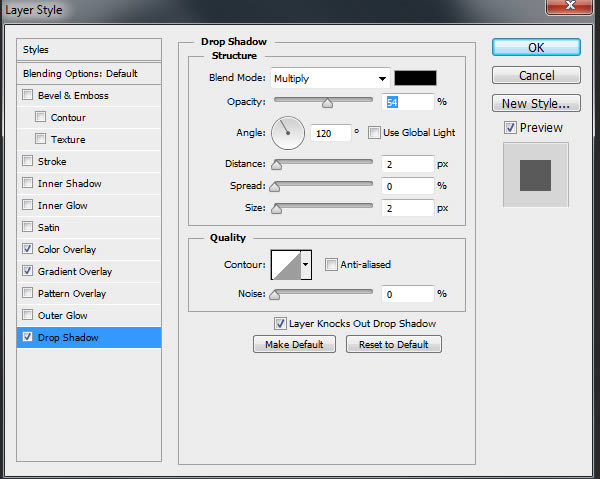 Layer Style
Styles
Blending Options: Default
Bevel & Emboss
Contour
Texture
Stroke
Inner Shadow
Inner Glow
Satin
Color Overlay
Gradient Overlay
Pattern Overlay
Outer Glow
Drop Shadow
Drop Shadow
Structure
Blend Mode: Multiply
Opacity: 54 %
Angle: 120 ° Use Global Light
Distance: 2 px
Spread: 0 %
Size: 2 px
Quality
Contour: Anti-aliased
Noise: 0 %
Layer Knocks Out Drop Shadow
Make Default Reset to Default
OK
Cancel
New Style...
Preview